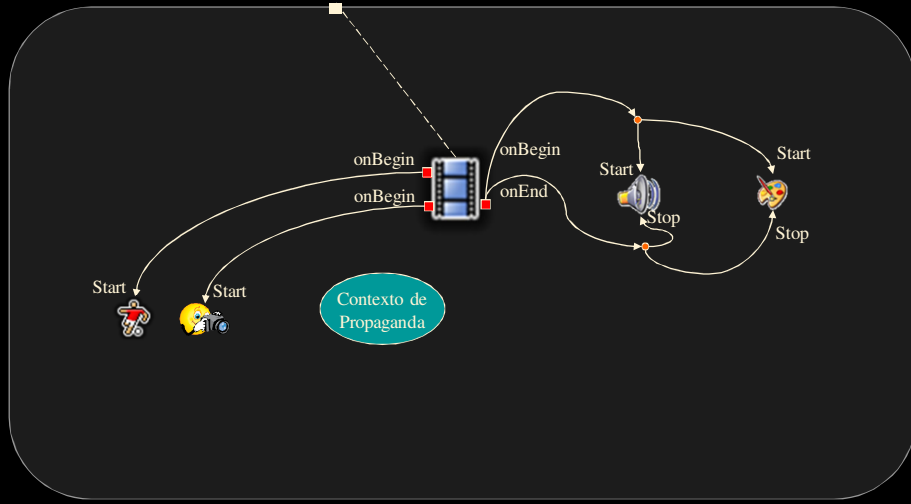 onBegin
onBegin
Start
Start
onBegin
onEnd
Start
Stop
Start
Stop
Contexto de
Propaganda